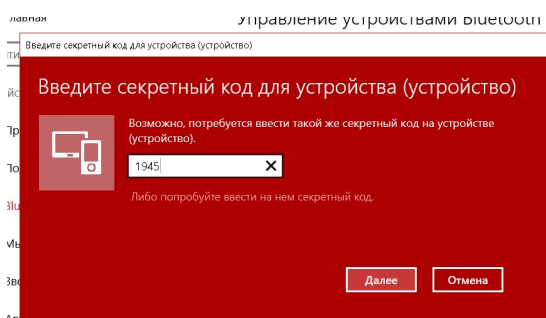 Главная
Управление устройствами Bluetooth
Введите секретный код для устройства (устройство)
Введите секретный код для устройства (устройство)
Возможно, потребуется ввести такой же секретный код на устройстве
(устройство).
1945
Либо попробуйте ввести на нем секретный код.
Далее
Отмена